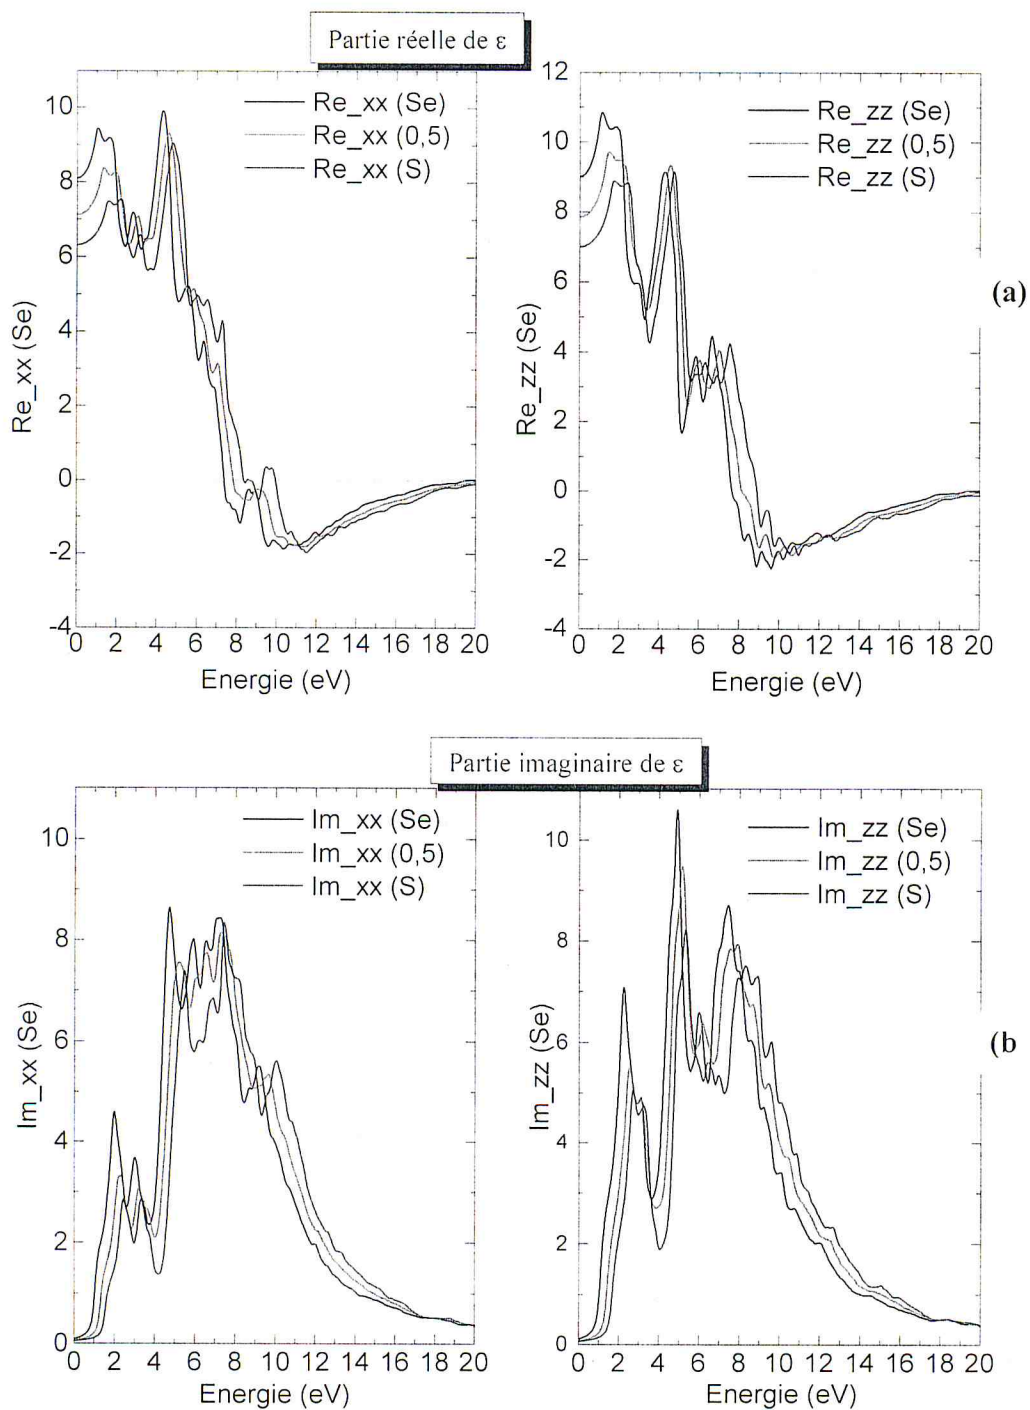 Partie réelle de ε
Re_xx (Se)
Re_xx (0,5)
Re_xx (S)
Re_xx (Se)
10
8
6
4
2
0
-2
-4
0 2 4 6 8 10 12 14 16 18 20
Energie (eV)
Re_zz (Se)
Re_zz (0,5)
Re_zz (S)
Re_zz (Se)
12
10
8
6
4
2
0
-2
-4
0 2 4 6 8 10 12 14 16 18 20
Energie (eV)
(a)
Partie imaginaire de ε
Im_xx (Se)
Im_xx (0,5)
Im_xx (S)
Im_xx (Se)
10
8
6
4
2
0
0 2 4 6 8 10 12 14 16 18 20
Energie (eV)
Im_zz (Se)
Im_zz (0,5)
Im_zz (S)
Im_zz (Se)
10
8
6
4
2
0
0 2 4 6 8 10 12 14 16 18 20
Energie (eV)
(b